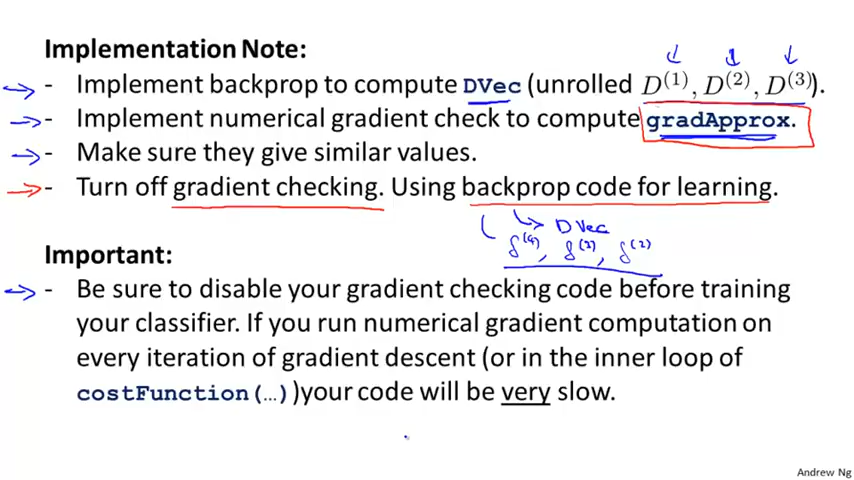 Implementation Note:
- Implement backprop to compute DVec (unrolled D^(1), D^(2), D^(3)).
- Implement numerical gradient check to compute gradApprox.
- Make sure they give similar values.
- Turn off gradient checking. Using backprop code for learning.
DVec
δ^(4), δ^(3), δ^(2)
Important:
- Be sure to disable your gradient checking code before training
your classifier. If you run numerical gradient computation on
every iteration of gradient descent (or in the inner loop of
costFunction(…))your code will be very slow.
Andrew Ng